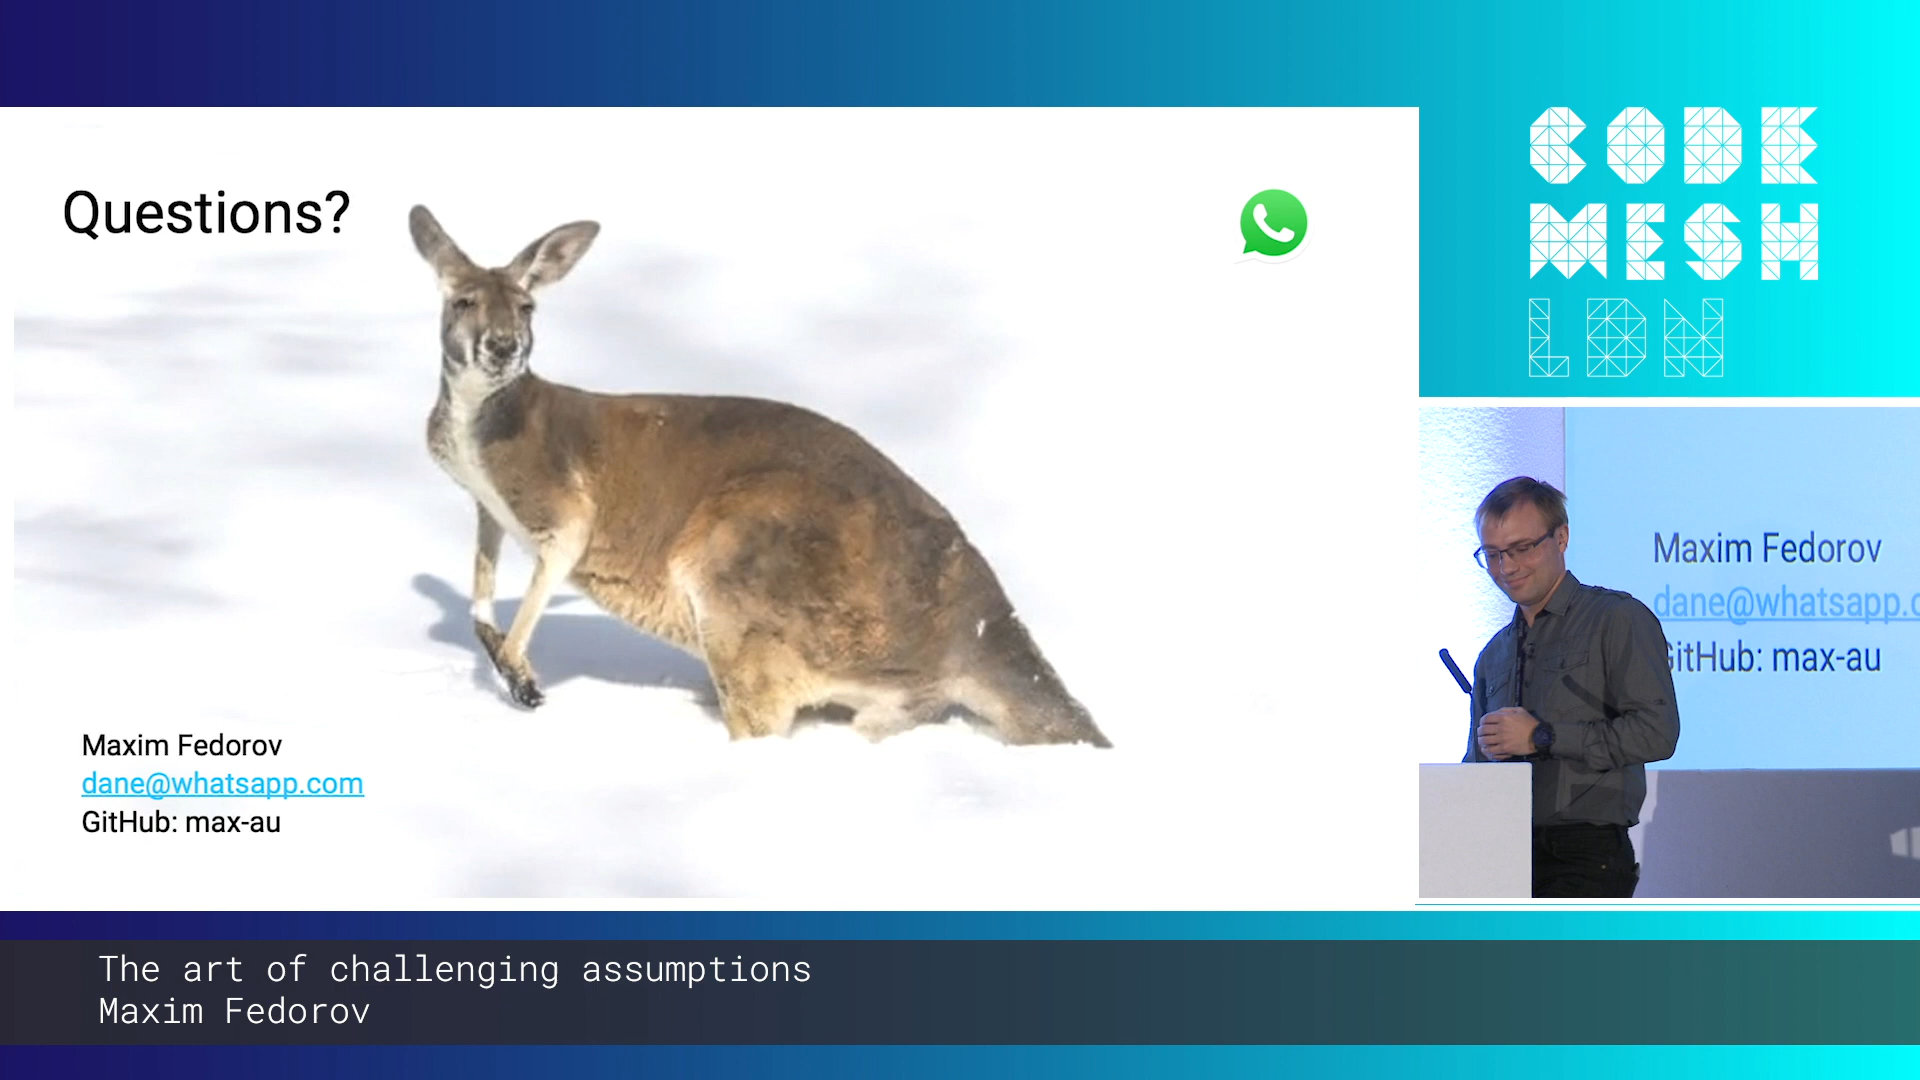 Questions?
Maxim Fedorov
dane@whatsapp.com
GitHub: max-au
CODE
MESH
LDN
Maxim Fedorov
dane@whatsapp.c
GitHub: max-au
The art of challenging assumptions
Maxim Fedorov